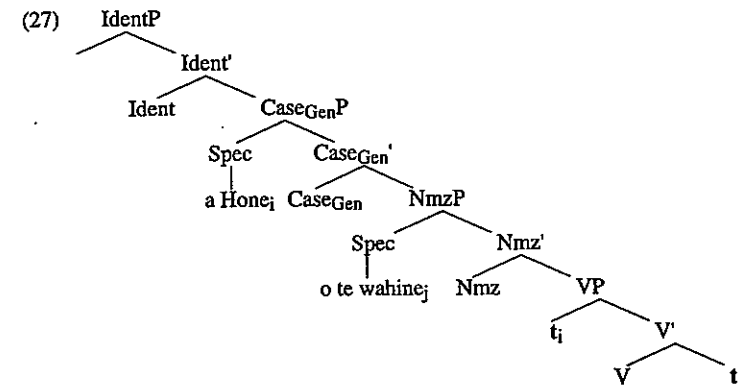 (27) IdentP
Ident'
Ident CaseGenP
Spec CaseGen'
a Honei CaseGen NmzP
Spec Nmz'
o te wahinej Nmz VP
ti V'
V t